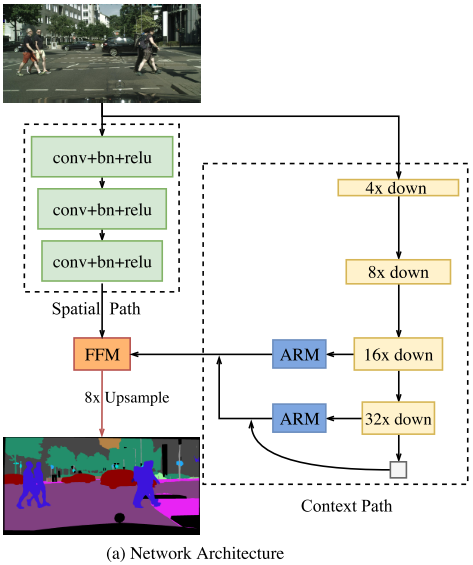 conv+bn+relu
conv+bn+relu
conv+bn+relu
Spatial Path
4x down
8x down
FFM
ARM
16x down
8x Upsample
ARM
32x down
Context Path
(a) Network Architecture